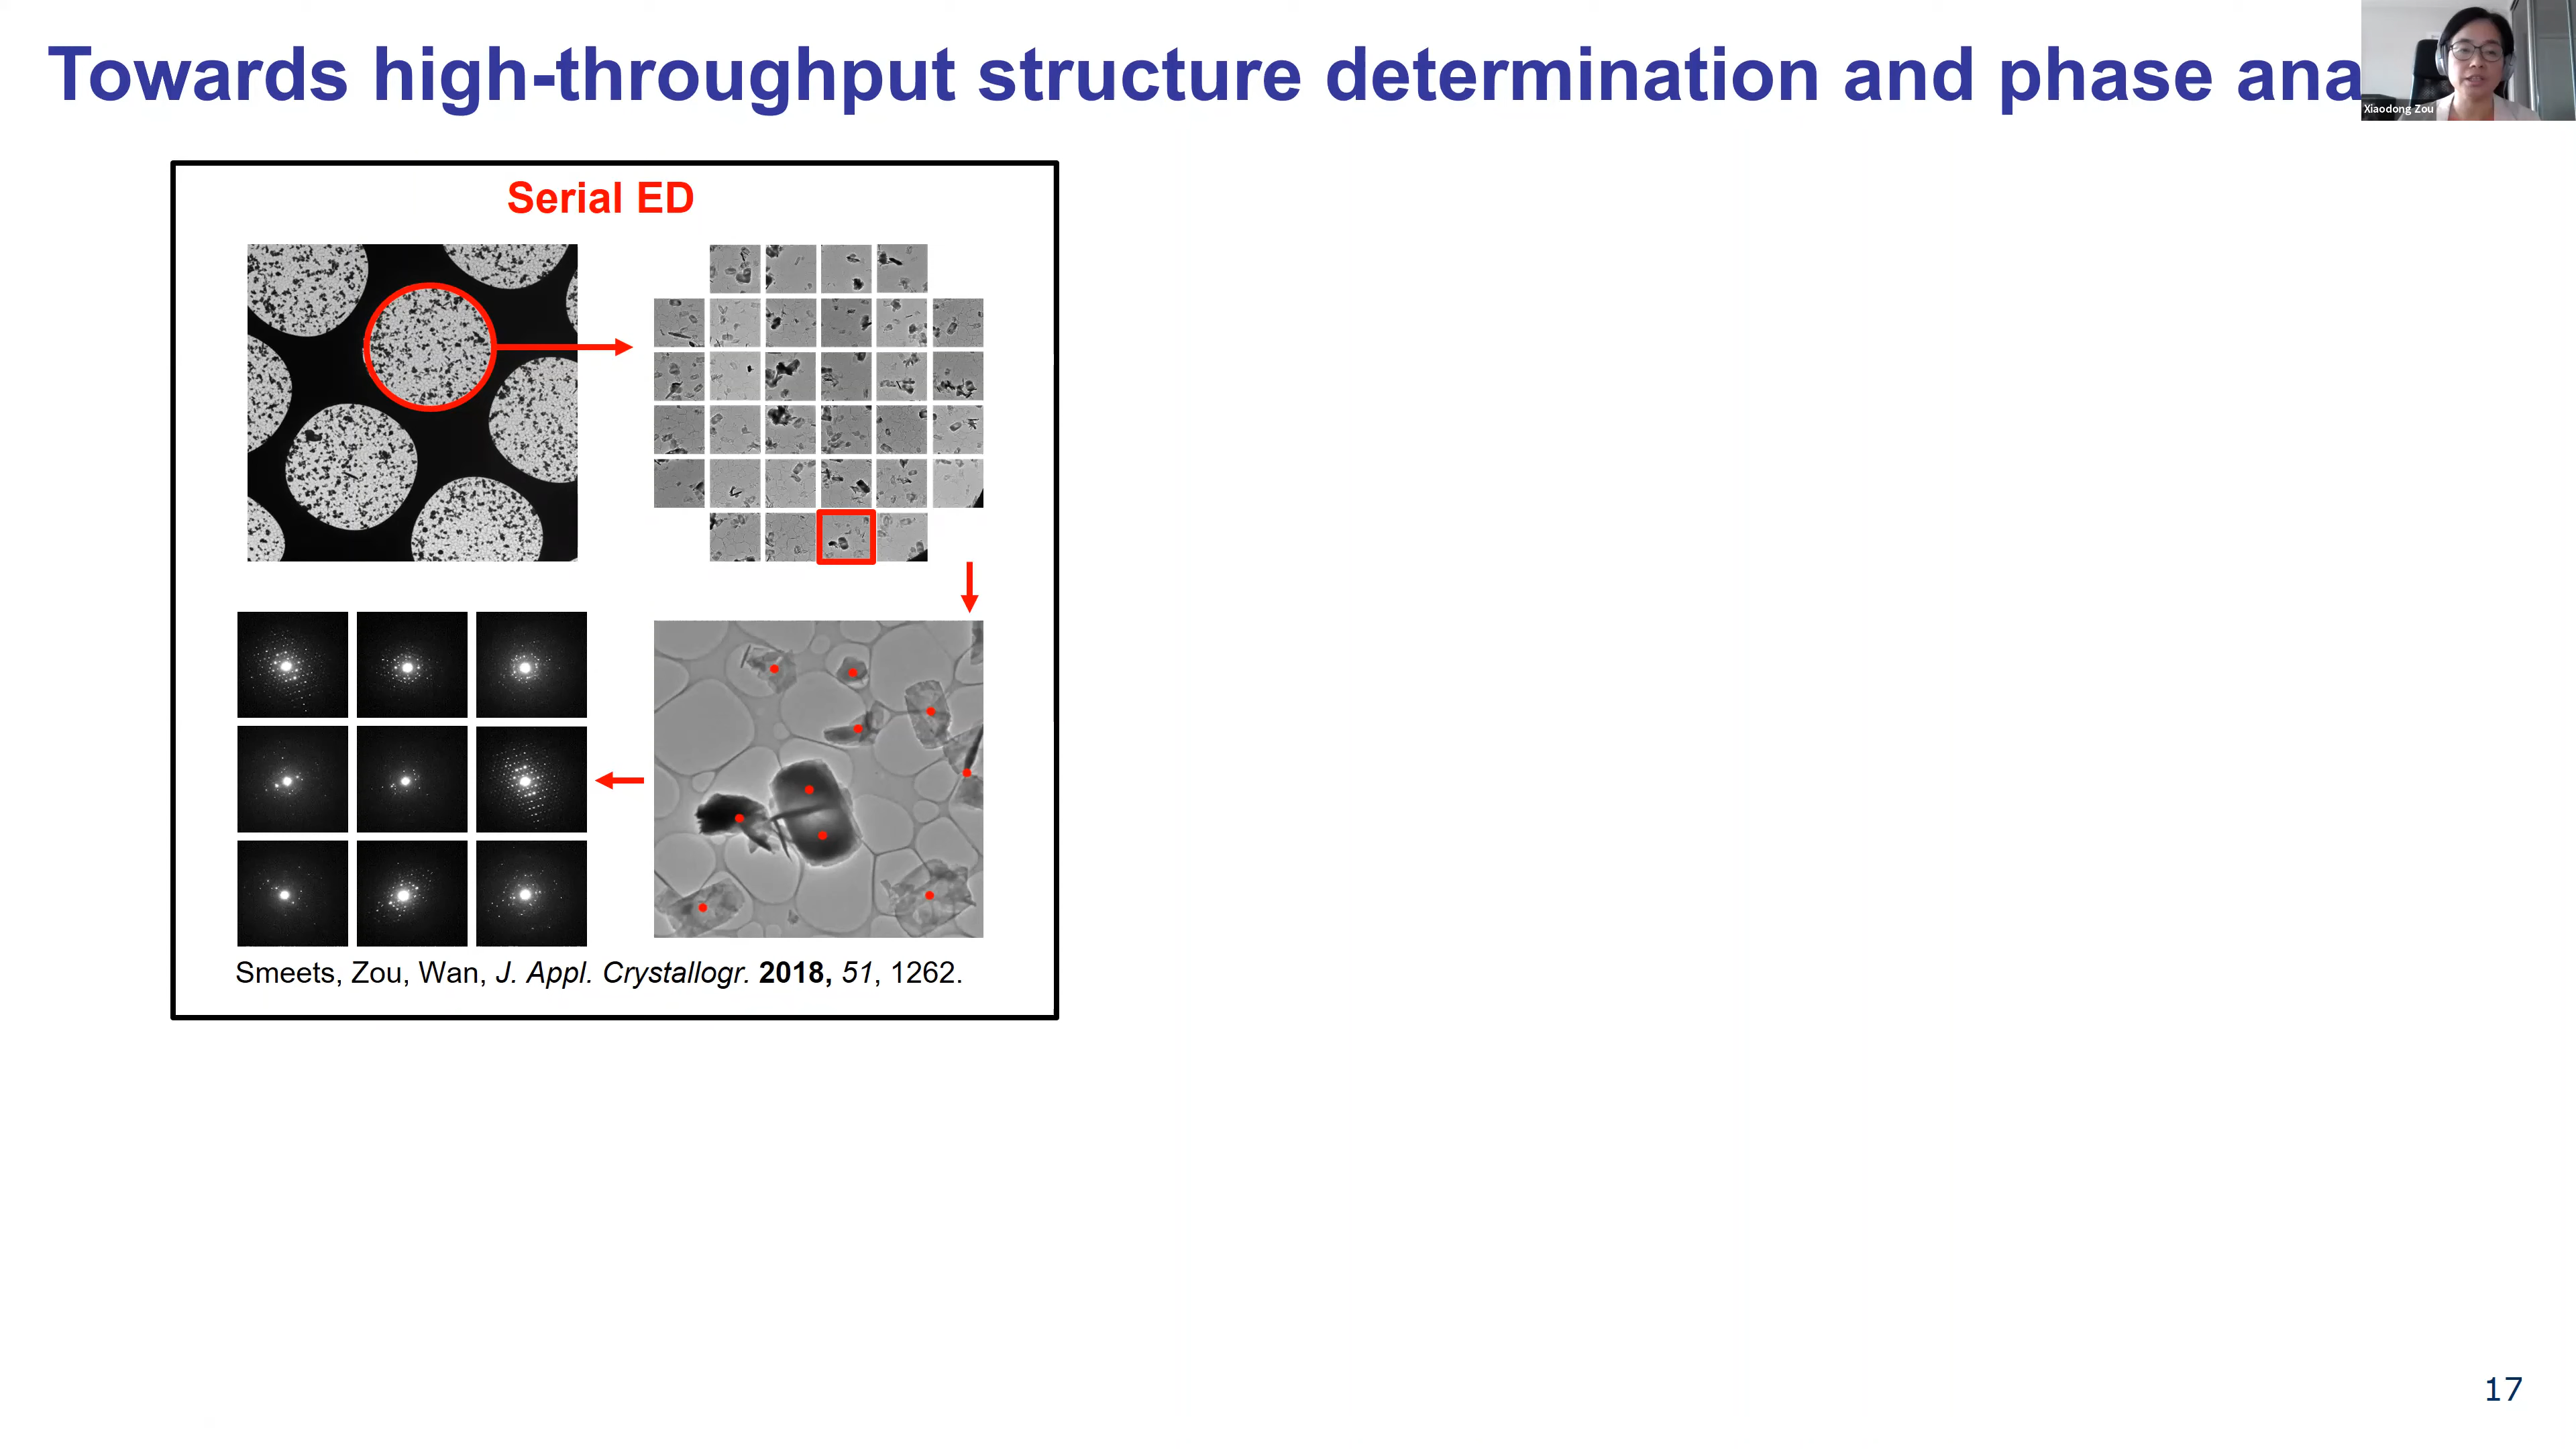 Towards high-throughput structure determination and phase ana
Xiaodong Zou
Serial ED
Smeets, Zou, Wan, J. Appl. Crystallogr. 2018, 51, 1262.
17